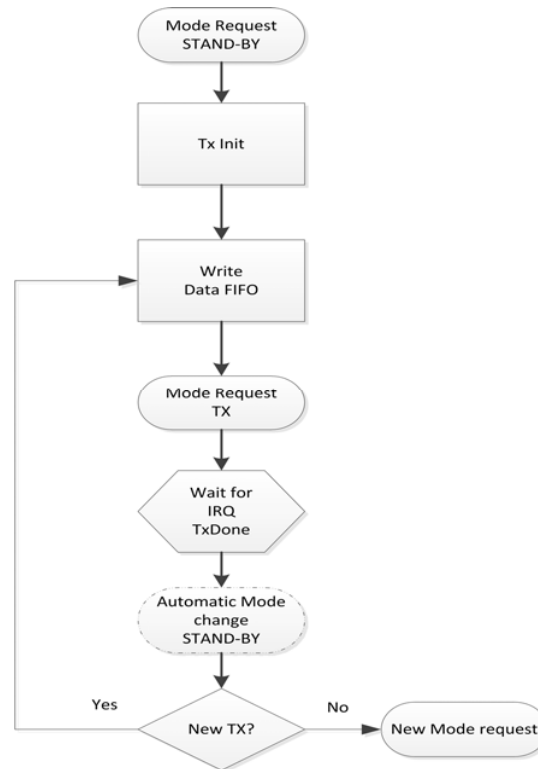 Mode Request
STAND-BY
Tx Init
Write
Data FIFO
Mode Request
TX
Wait for
IRQ
TxDone
Automatic Mode
change
STAND-BY
Yes
New TX?
No
New Mode request